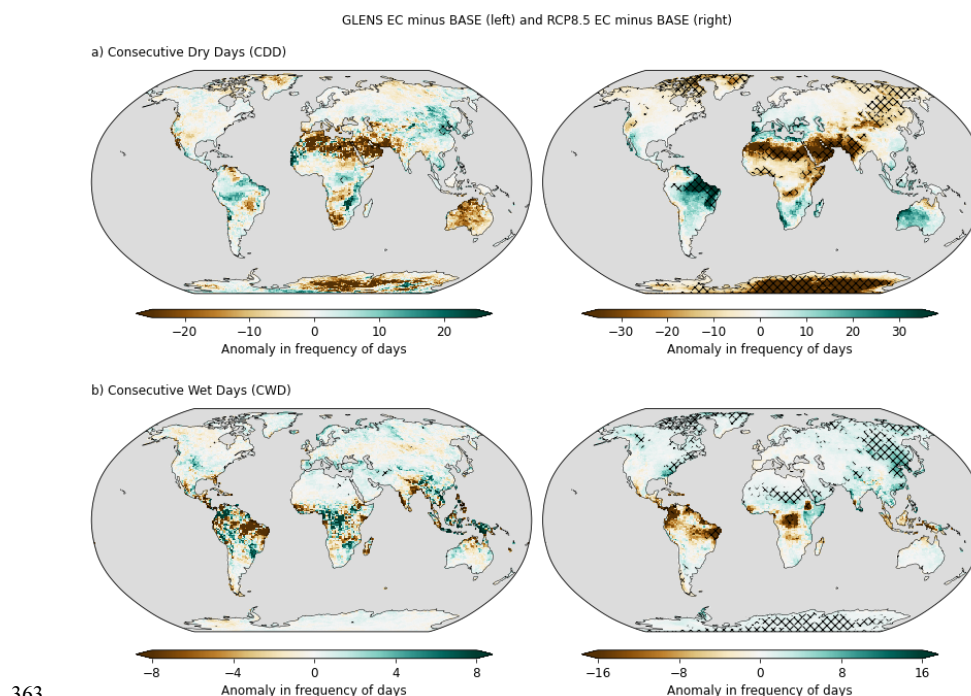 GLENS EC minus BASE (left) and RCP8.5 EC minus BASE (right)
a) Consecutive Dry Days (CDD)
−20 −10 0 10 20 −30 −20 −10 0 10 20 30
Anomaly in frequency of days Anomaly in frequency of days
b) Consecutive Wet Days (CWD)
−8 −4 0 4 8 −16 −8 0 8 16
363 Anomaly in frequency of days Anomaly in frequency of days